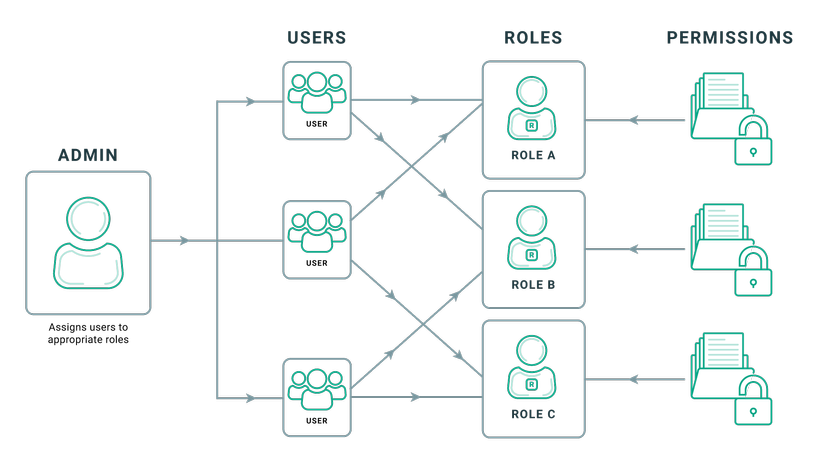 USERS
ROLES
PERMISSIONS
ADMIN
Assigns users to
appropriate roles
USER
USER
USER
R
ROLE A
R
ROLE B
R
ROLE C